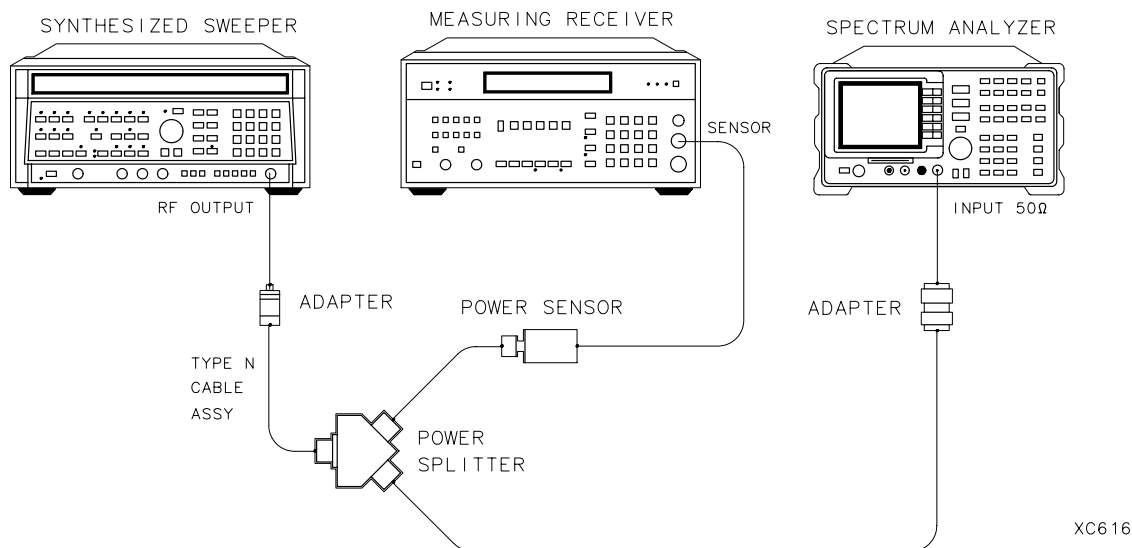 SYNTHESIZED SWEEPER
MEASURING RECEIVER
SPECTRUM ANALYZER
SENSOR
RF OUTPUT
INPUT 50Ω
ADAPTER
POWER SENSOR
ADAPTER
TYPE N
CABLE
ASSY
POWER
SPLITTER
XC616